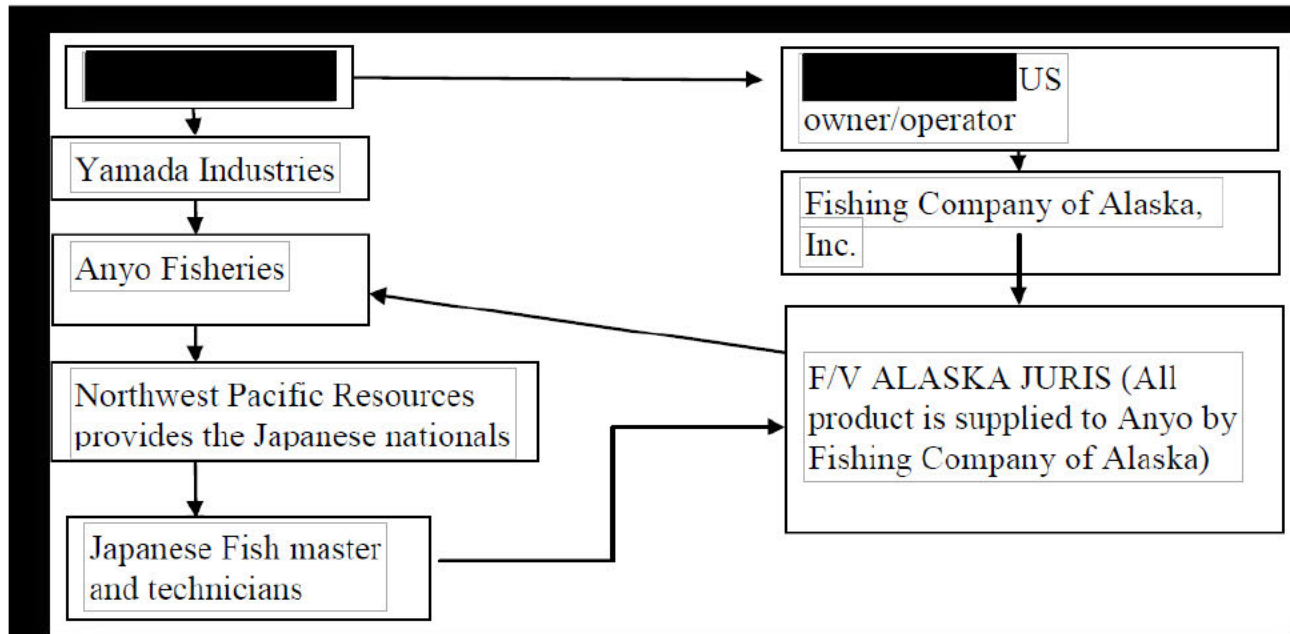 US
owner/operator
Yamada Industries
Fishing Company of Alaska,
Inc.
Anyo Fisheries
Northwest Pacific Resources
provides the Japanese nationals
F/V ALASKA JURIS (All
product is supplied to Anyo by
Fishing Company of Alaska)
Japanese Fish master
and technicians